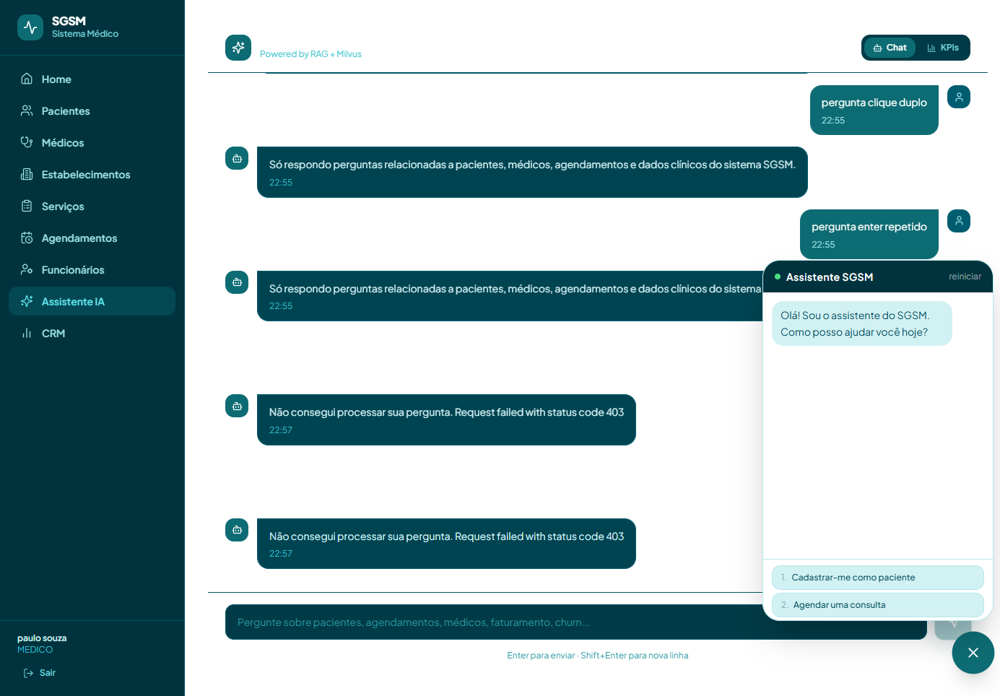 SGSM
Sistema Médico
Home
Pacientes
Médicos
Estabelecimentos
Serviços
Agendamentos
Funcionários
Assistente IA
CRM
paulo souza
MEDICO
Sair
Powered by RAG + Milvus
Chat
KPIs
pergunta clique duplo
22:55
Só respondo perguntas relacionadas a pacientes, médicos, agendamentos e dados clínicos do sistema SGSM.
22:55
pergunta enter repetido
22:55
Só respondo perguntas relacionadas a pacientes, médicos, agendamentos e dados clínicos do sistema
22:55
Não consegui processar sua pergunta. Request failed with status code 403
22:57
Não consegui processar sua pergunta. Request failed with status code 403
22:57
Pergunte sobre pacientes, agendamentos, médicos, faturamento, churn...
Enter para enviar · Shift+Enter para nova linha
Assistente SGSM
reiniciar
Olá! Sou o assistente do SGSM.
Como posso ajudar você hoje?
1. Cadastrar-me como paciente
2. Agendar uma consulta